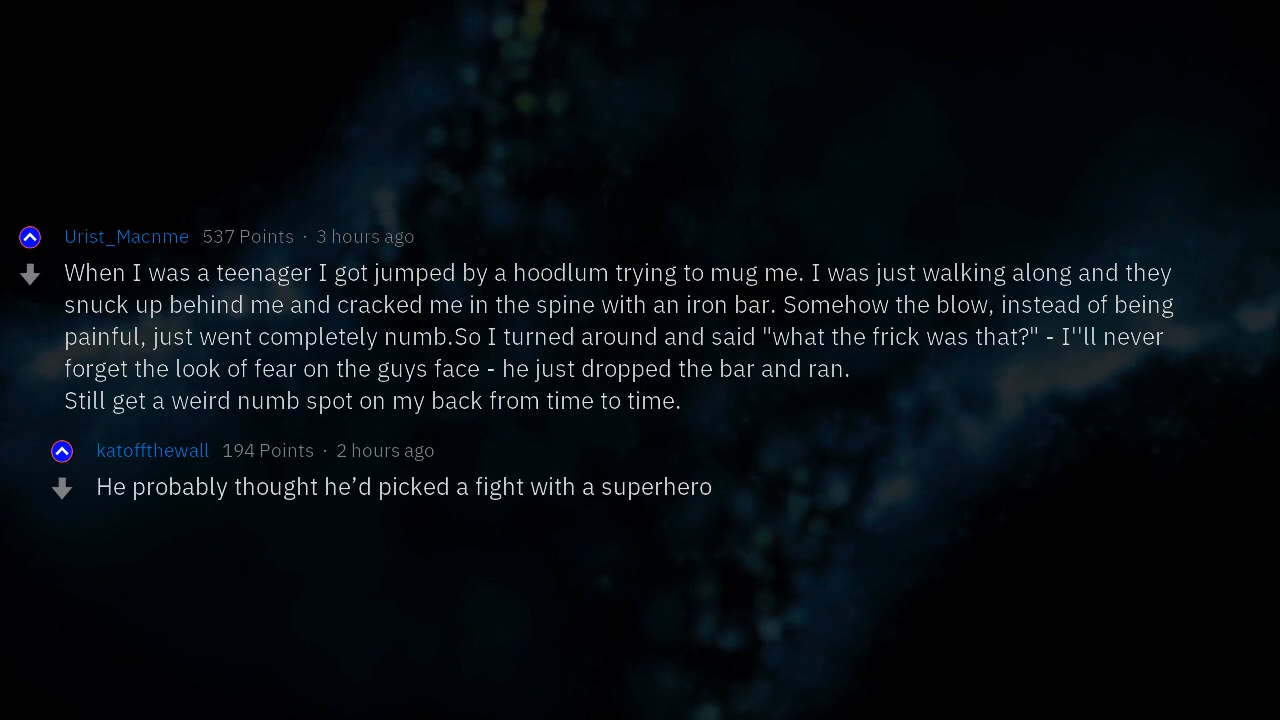 Urist_Macnme 537 Points · 3 hours ago
When I was a teenager I got jumped by a hoodlum trying to mug me. I was just walking along and they
snuck up behind me and cracked me in the spine with an iron bar. Somehow the blow, instead of being
painful, just went completely numb.So I turned around and said "what the frick was that?" - I''ll never
forget the look of fear on the guys face - he just dropped the bar and ran.
Still get a weird numb spot on my back from time to time.
katoffthewall 194 Points · 2 hours ago
He probably thought he’d picked a fight with a superhero